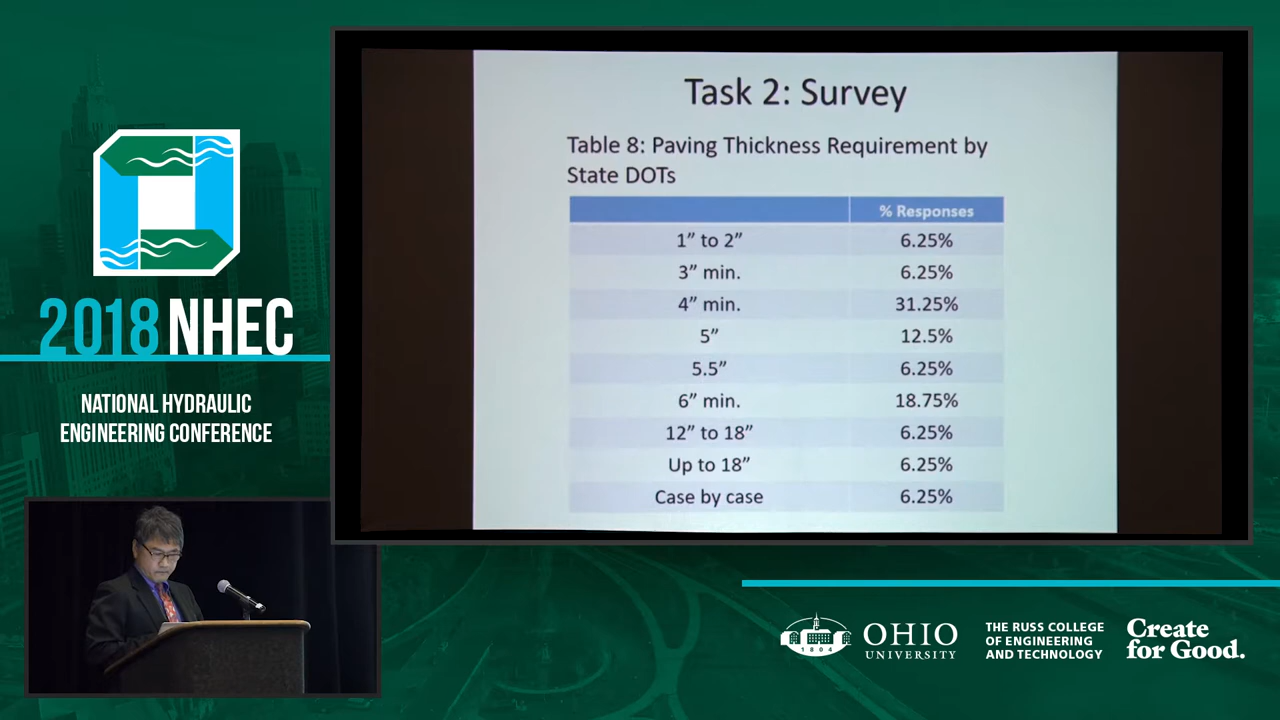 2018 NHEC
NATIONAL HYDRAULIC
ENGINEERING CONFERENCE
Task 2: Survey
Table 8: Paving Thickness Requirement by
State DOTs
% Responses
1” to 2” 6.25%
3” min. 6.25%
4” min. 31.25%
5” 12.5%
5.5” 6.25%
6” min. 18.75%
12” to 18” 6.25%
Up to 18” 6.25%
Case by case 6.25%
1804
OHIO
UNIVERSITY
THE RUSS COLLEGE
OF ENGINEERING
AND TECHNOLOGY
Create
for Good.